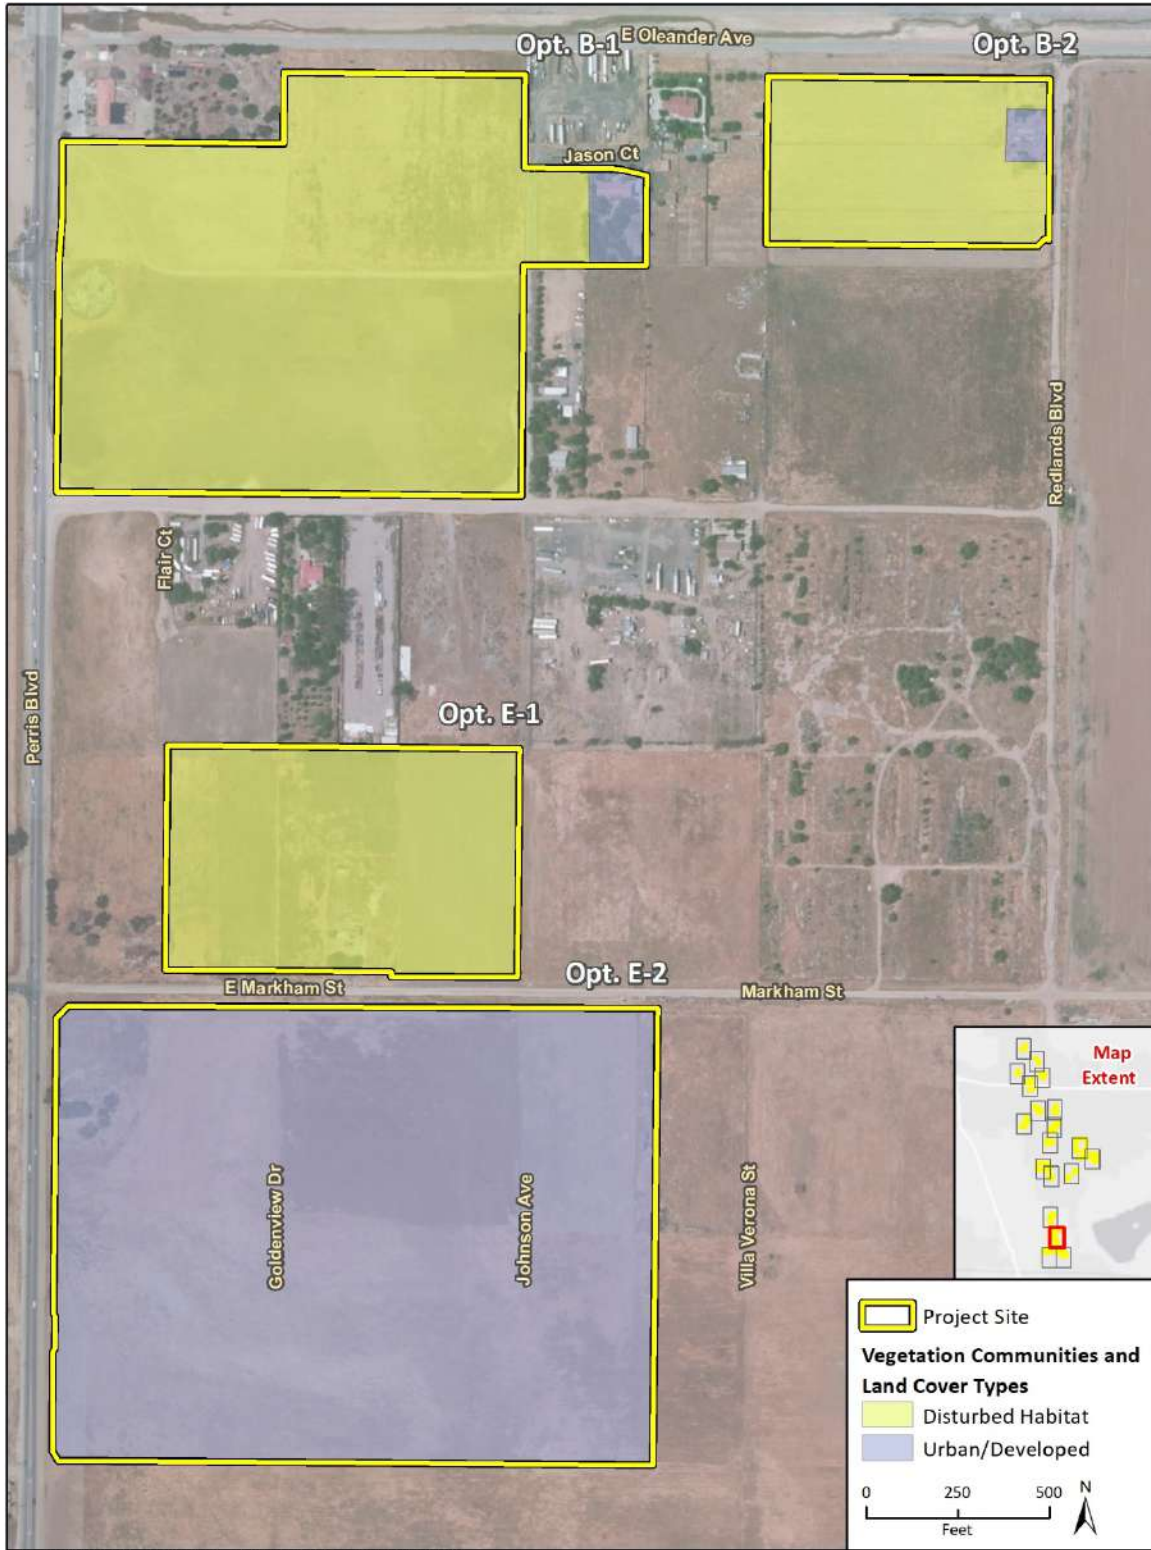 Opt. B-1
E Oleander Ave
Opt. B-2
Jason Ct
Redlands Blvd
Flair Ct
Perris Blvd
Opt. E-1
Opt. E-2
E Markham St
Markham St
Goldenview Dr
Johnson Ave
Villa Verona St
Map
Extent
Project Site
Vegetation Communities and
Land Cover Types
Disturbed Habitat
Urban/Developed
0 250 500
Feet
N